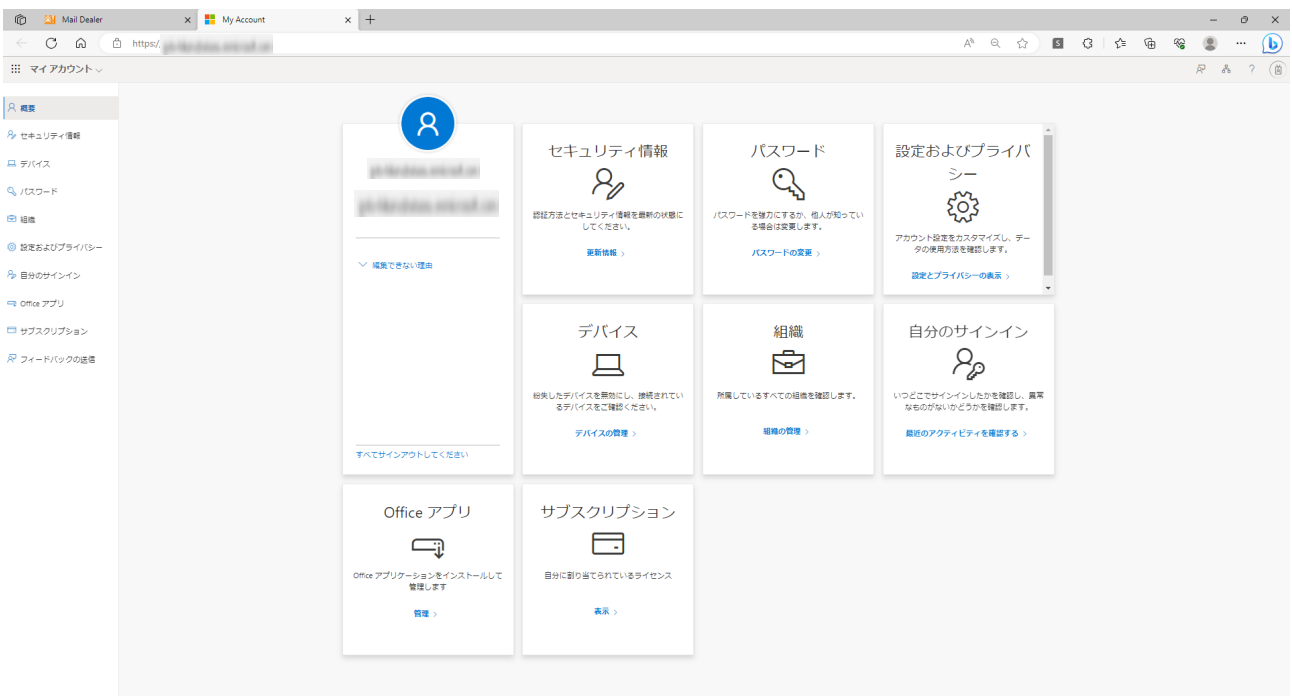 Mail Dealer
My Account
https:/
マイ アカウント
概要
セキュリティ情報
デバイス
パスワード
組織
設定およびプライバシー
自分のサインイン
Office アプリ
サブスクリプション
フィードバックの送信
編集できない理由
すべてサインアウトしてください
セキュリティ情報
認証方法とセキュリティ情報を最新の状態に
してください。
更新情報
パスワード
パスワードを強力にするか、他人が知ってい
る場合は変更します。
パスワードの変更
設定およびプライバ
シー
アカウント設定をカスタマイズし、デー
タの使用方法を確認します。
設定とプライバシーの表示
デバイス
紛失したデバイスを無効にし、接続されてい
るデバイスをご確認ください。
デバイスの管理
組織
所属しているすべての組織を確認します。
組織の管理
自分のサインイン
いつどこでサインインしたかを確認し、異常
なものがないかどうかを確認します。
最近のアクティビティを確認する
Office アプリ
Office アプリケーションをインストールして
管理します
管理
サブスクリプション
自分に割り当てられているライセンス
表示